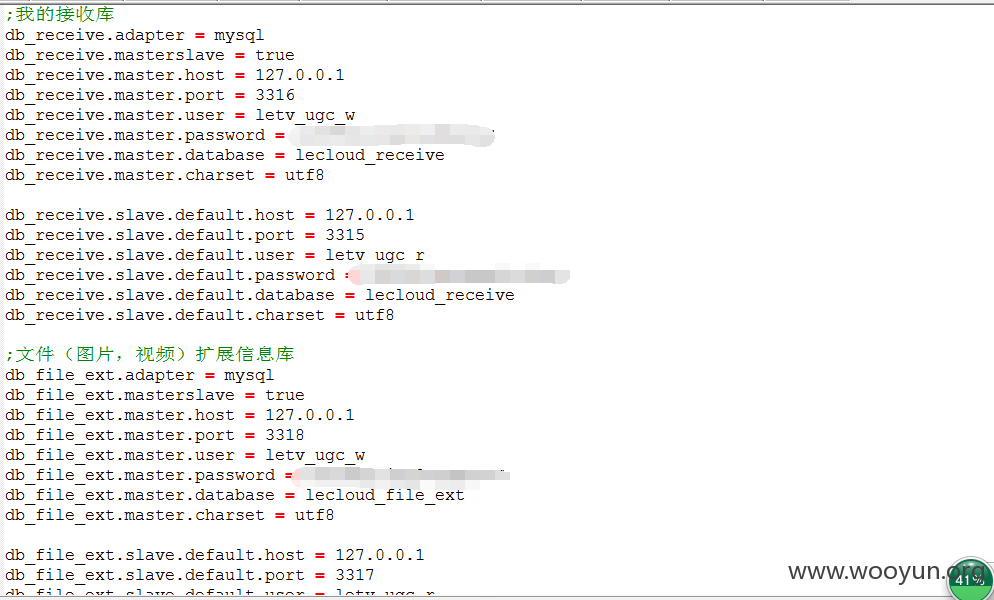 ;我的接收库
db_receive.adapter = mysql
db_receive.masterslave = true
db_receive.master.host = 127.0.0.1
db_receive.master.port = 3316
db_receive.master.user = letv_ugc_w
db_receive.master.password =
db_receive.master.database = lecloud_receive
db_receive.master.charset = utf8
db_receive.slave.default.host = 127.0.0.1
db_receive.slave.default.port = 3315
db_receive.slave.default.user = letv_ugc_r
db_receive.slave.default.password =
db_receive.slave.default.database = lecloud_receive
db_receive.slave.default.charset = utf8
;文件（图片，视频）扩展信息库
db_file_ext.adapter = mysql
db_file_ext.masterslave = true
db_file_ext.master.host = 127.0.0.1
db_file_ext.master.port = 3318
db_file_ext.master.user = letv_ugc_w
db_file_ext.master.password =
db_file_ext.master.database = lecloud_file_ext
db_file_ext.master.charset = utf8
db_file_ext.slave.default.host = 127.0.0.1
db_file_ext.slave.default.port = 3317
db_file_ext.slave.default.user = letv_ugc_r
www.wooyun.org
41%